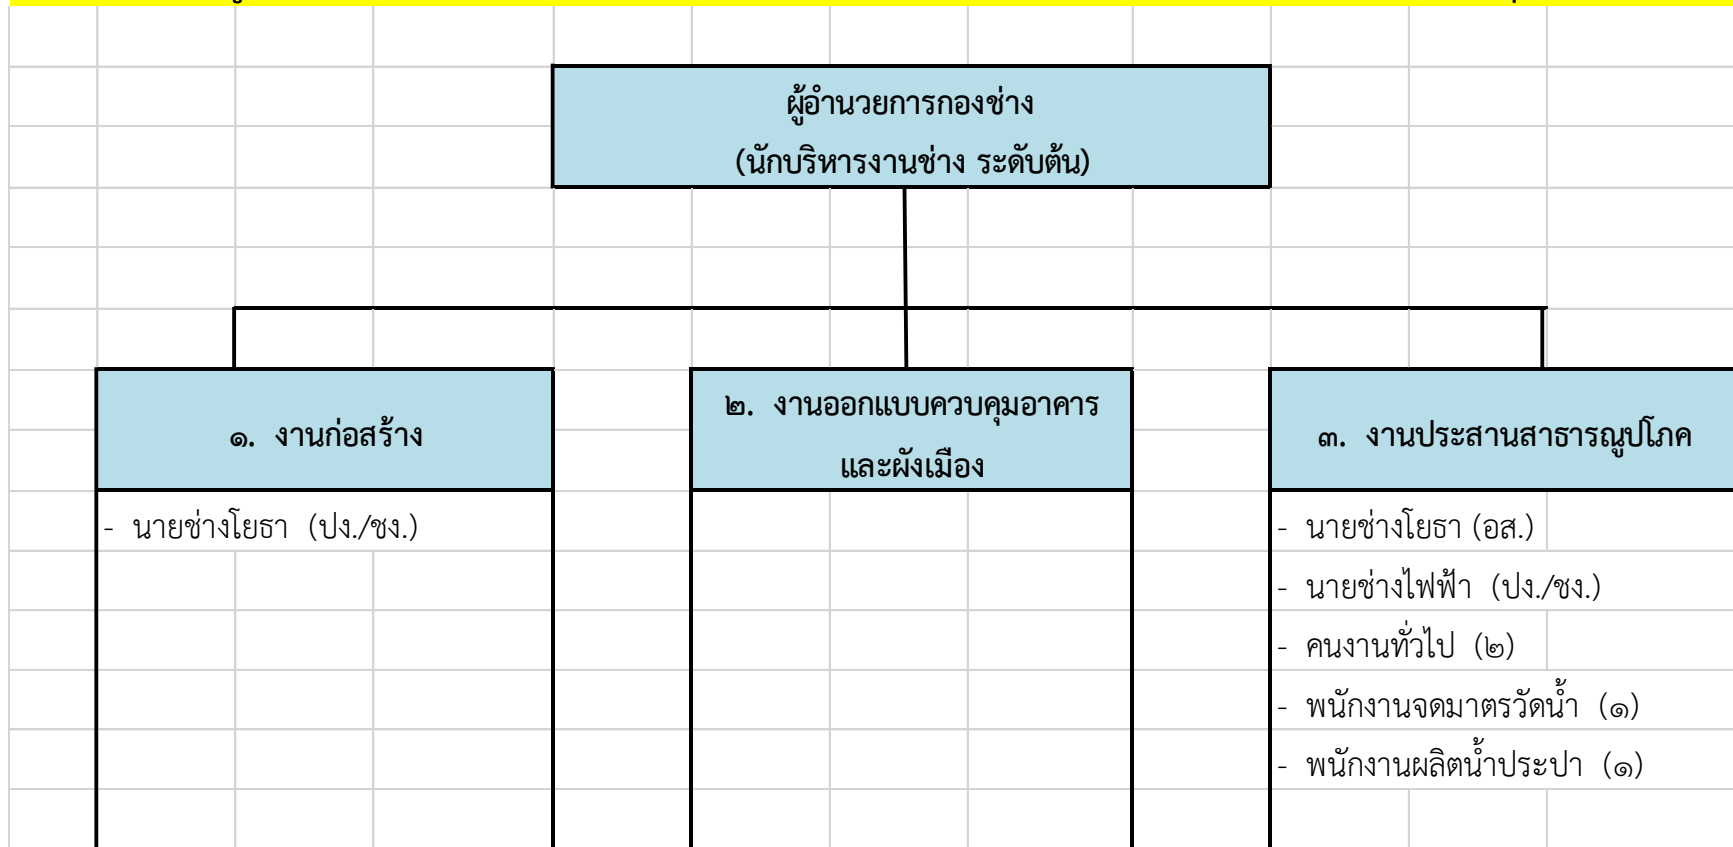 ผู้อำนวยการกองช่าง
(นักบริหารงานช่าง ระดับต้น)
๑. งานก่อสร้าง
๒. งานออกแบบควบคุมอาคาร
และผังเมือง
๓. งานประสานสาธารณูปโภค
- นายช่างโยธา (ปง./ชง.)
- นายช่างโยธา (อส.)
- นายช่างไฟฟ้า (ปง./ชง.)
- คนงานทั่วไป (๒)
- พนักงานจดมาตรวัดน้ำ (๑)
- พนักงานผลิตน้ำประปา (๑)